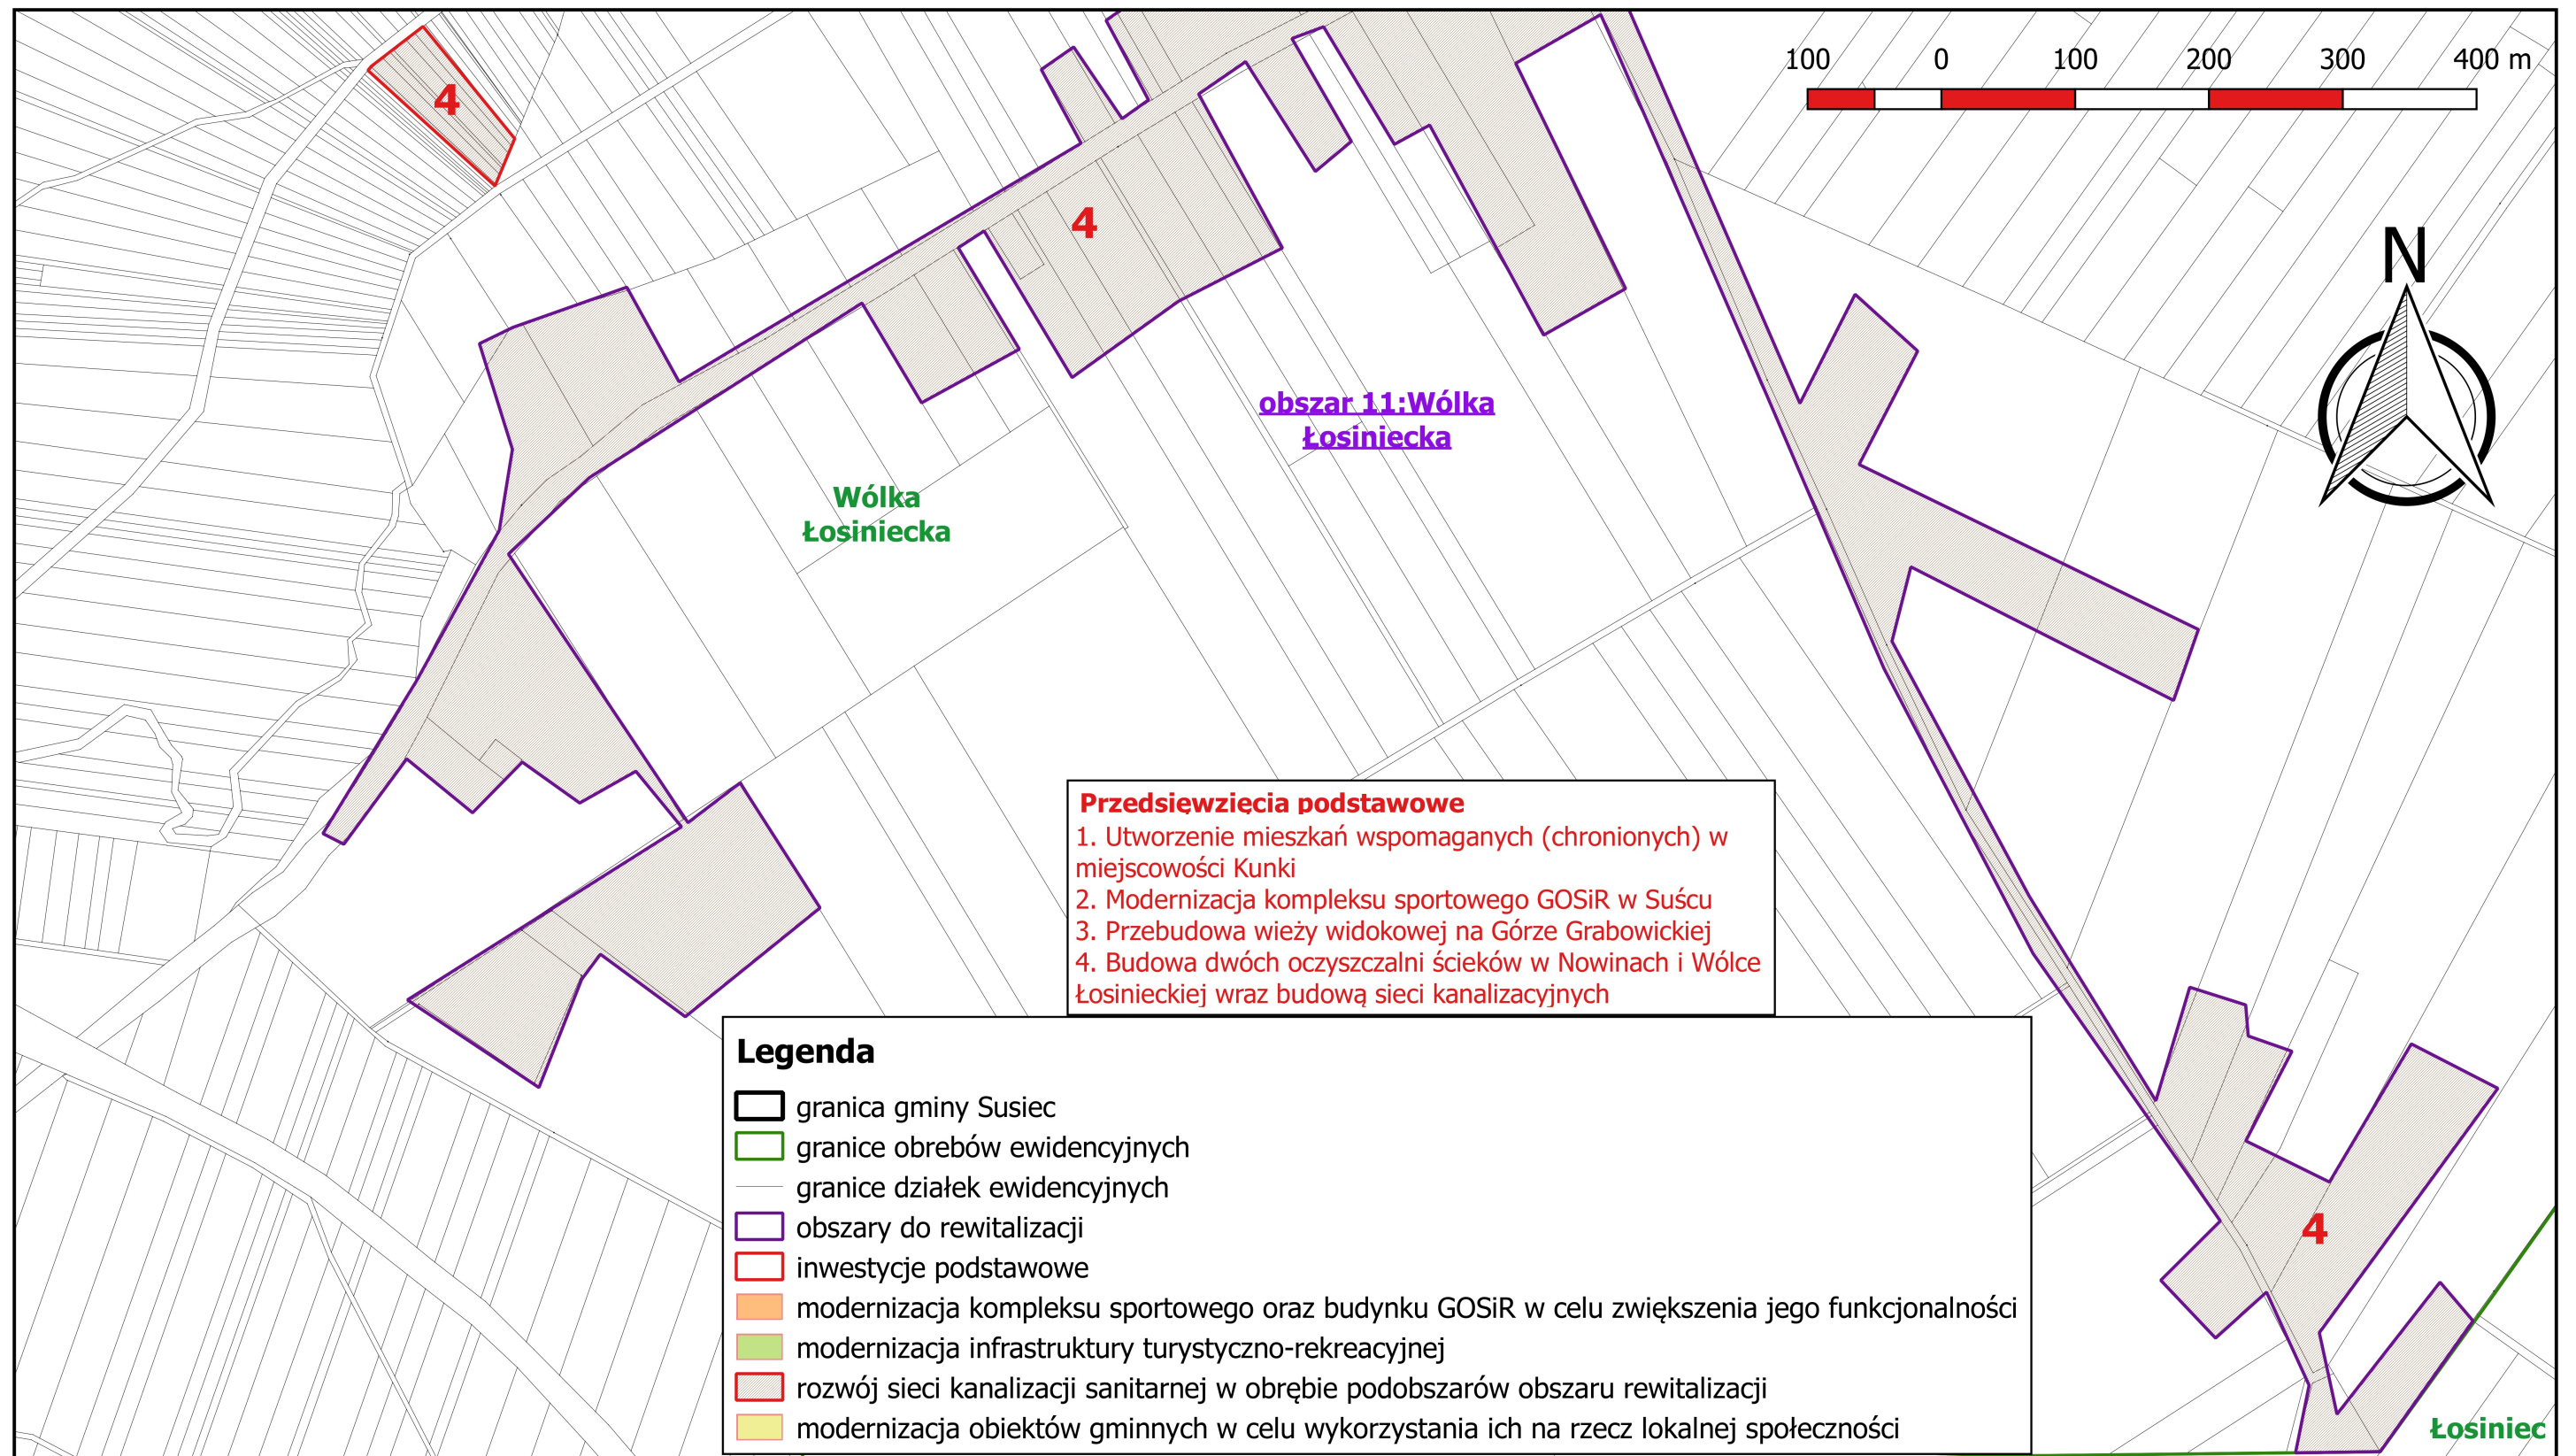 100 0 100 200 300 400 m
4
N
4
obszar 11:Wólka
Łosiniecka
Wólka
Łosiniecka
Przedsięwzięcia podstawowe
1. Utworzenie mieszkań wspomaganych (chronionych) w
miejscowości Kunki
2. Modernizacja kompleksu sportowego GOSiR w Suścu
3. Przebudowa wieży widokowej na Górze Grabowickiej
4. Budowa dwóch oczyszczalni ścieków w Nowinach i Wólce
Łosinieckiej wraz budową sieci kanalizacyjnych
Legenda
granica gminy Susiec
granice obrebów ewidencyjnych
granice działek ewidencyjnych
obszary do rewitalizacji
inwestycje podstawowe
modernizacja kompleksu sportowego oraz budynku GOSiR w celu zwiększenia jego funkcjonalności
modernizacja infrastruktury turystyczno-rekreacyjnej
rozwój sieci kanalizacji sanitarnej w obrębie podobszarów obszaru rewitalizacji
modernizacja obiektów gminnych w celu wykorzystania ich na rzecz lokalnej społeczności
4
Łosiniec